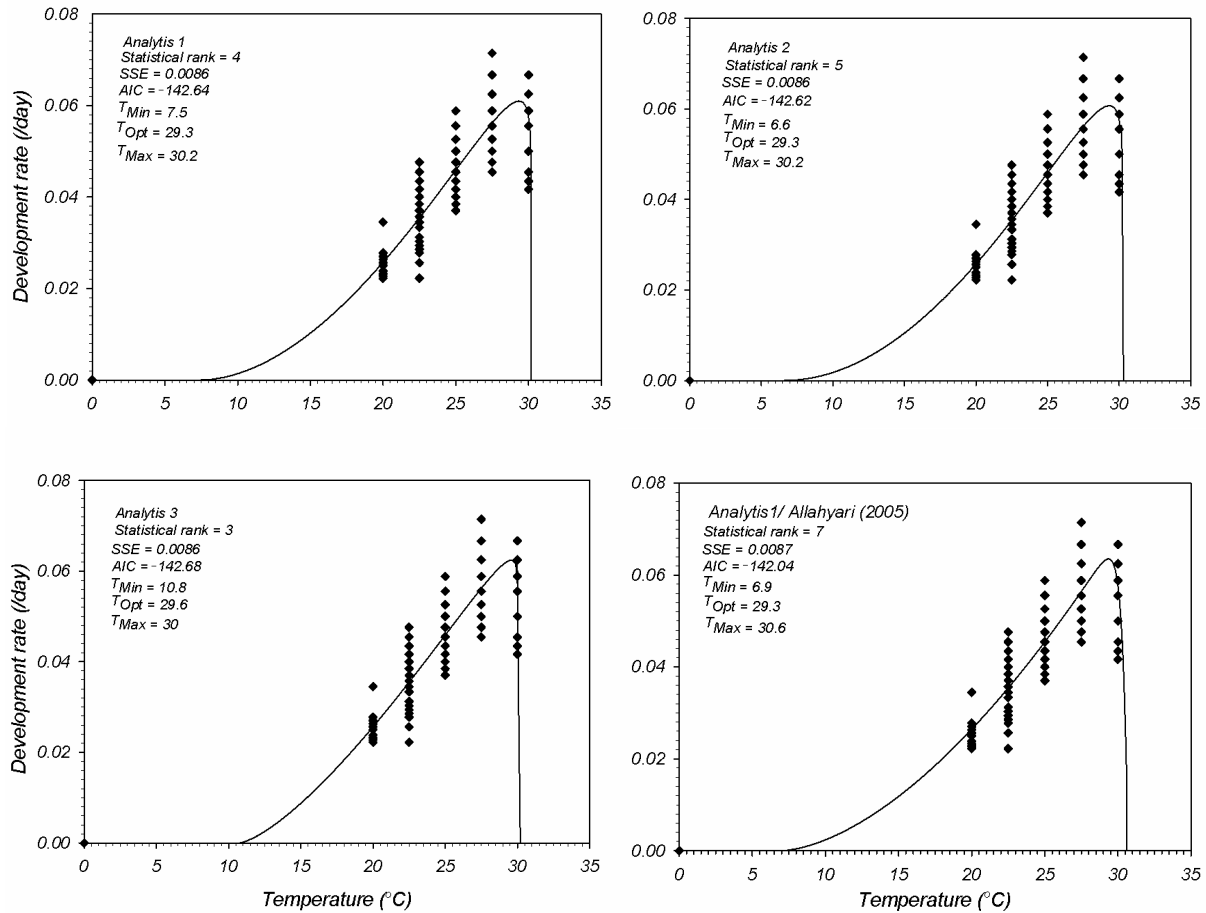 0.08
Analytis 1
Statistical rank = 4
SSE = 0.0086
AIC = -142.64
TMin = 7.5
TOpt = 29.3
TMax = 30.2
0.06
0.04
0.02
0.00
Development rate (/day)
0 5 10 15 20 25 30 35
0.08
Analytis 2
Statistical rank = 5
SSE = 0.0086
AIC = -142.62
TMin = 6.6
TOpt = 29.3
TMax = 30.2
0.06
0.04
0.02
0.00
0 5 10 15 20 25 30 35
0.08
Analytis 3
Statistical rank = 3
SSE = 0.0086
AIC = -142.68
TMin = 10.8
TOpt = 29.6
TMax = 30
0.06
0.04
0.02
0.00
Development rate (/day)
0 5 10 15 20 25 30 35
Temperature (°C)
0.08
Analytis1/ Allahyari (2005)
Statistical rank = 7
SSE = 0.0087
AIC = -142.04
TMin = 6.9
TOpt = 29.3
TMax = 30.6
0.06
0.04
0.02
0.00
0 5 10 15 20 25 30 35
Temperature (°C)